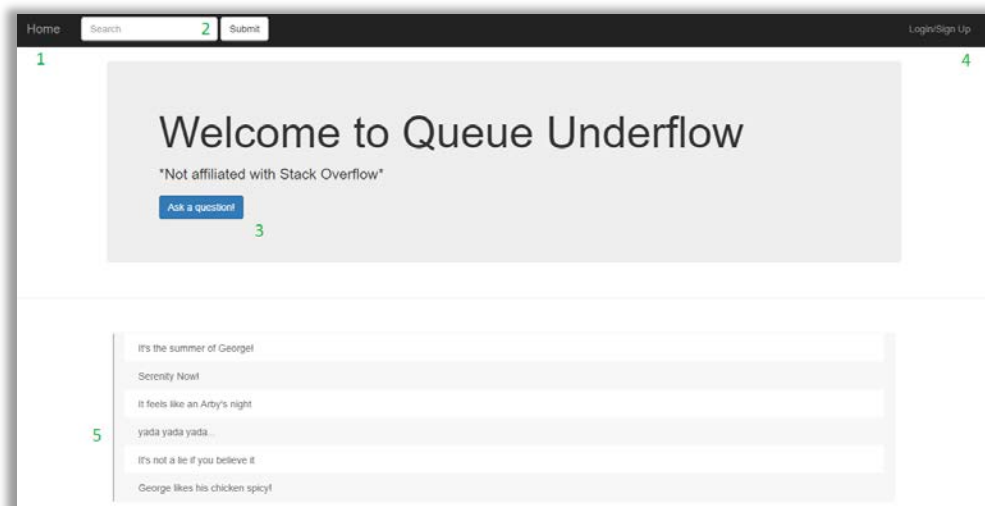 Home Search 2 Submit Login/Sign Up
1 4
Welcome to Queue Underflow
*Not affiliated with Stack Overflow*
Ask a question!
3
It's the summer of George!
Serenity Now!
It feels like an Arby's night
yada yada yada...
5
It's not a lie if you believe it
George likes his chicken spicy!